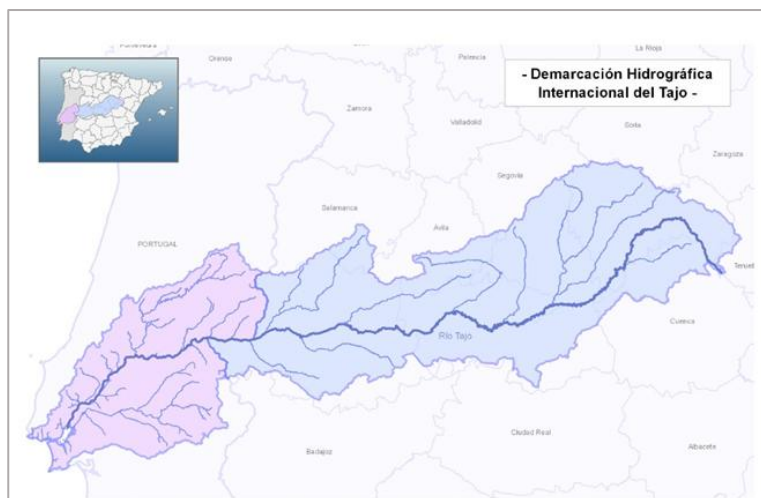 Pontevedra
Orense
Palencia
La Rioja
- Demarcación Hidrográfica
Internacional del Tajo -
Zamora
Valladolid
Soria
Zaragoza
Segovia
Salamanca
Avila
PORTUGAL
Teruel
Río Tajo
Cuenca
Ciudad Real
Badajoz
Albacete